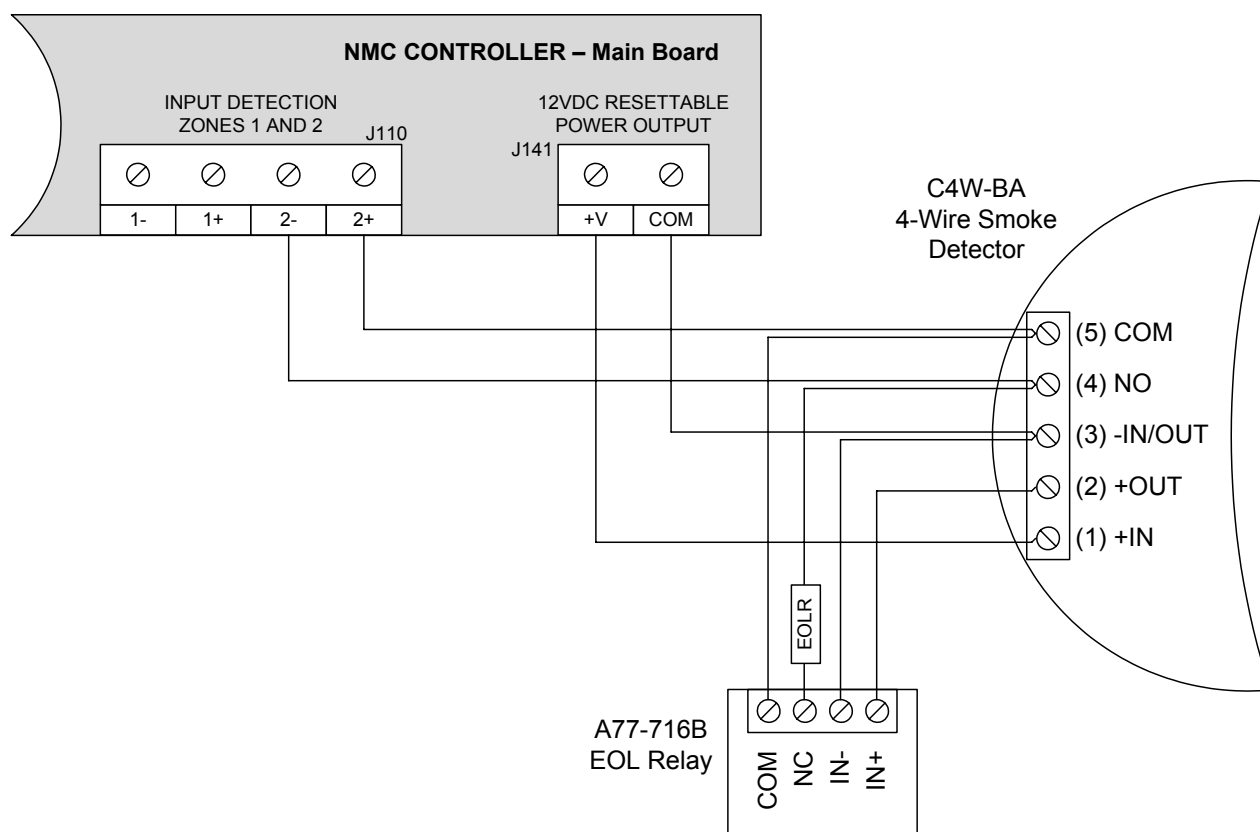 NMC CONTROLLER – Main Board
INPUT DETECTION
ZONES 1 AND 2
J110
12VDC RESETTABLE
POWER OUTPUT
J141
1-
1+
2-
2+
+V
COM
C4W-BA
4-Wire Smoke
Detector
(5) COM
(4) NO
(3) -IN/OUT
(2) +OUT
(1) +IN
EOLR
A77-716B
EOL Relay
COM
NC
IN-
IN+